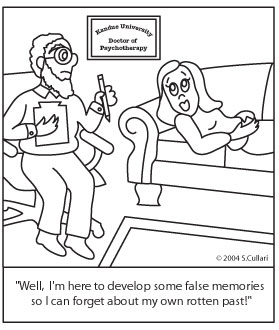 Kandue University
Doctor of
Psychotherapy
© 2004 S.Cullari
"Well, I'm here to develop some false memories
so I can forget about my own rotten past!"